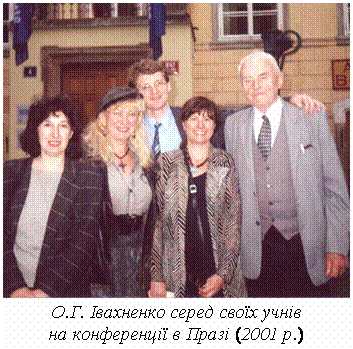 О.Г. Івахненко серед своїх учнів
на конференції в Празі (2001 р.)